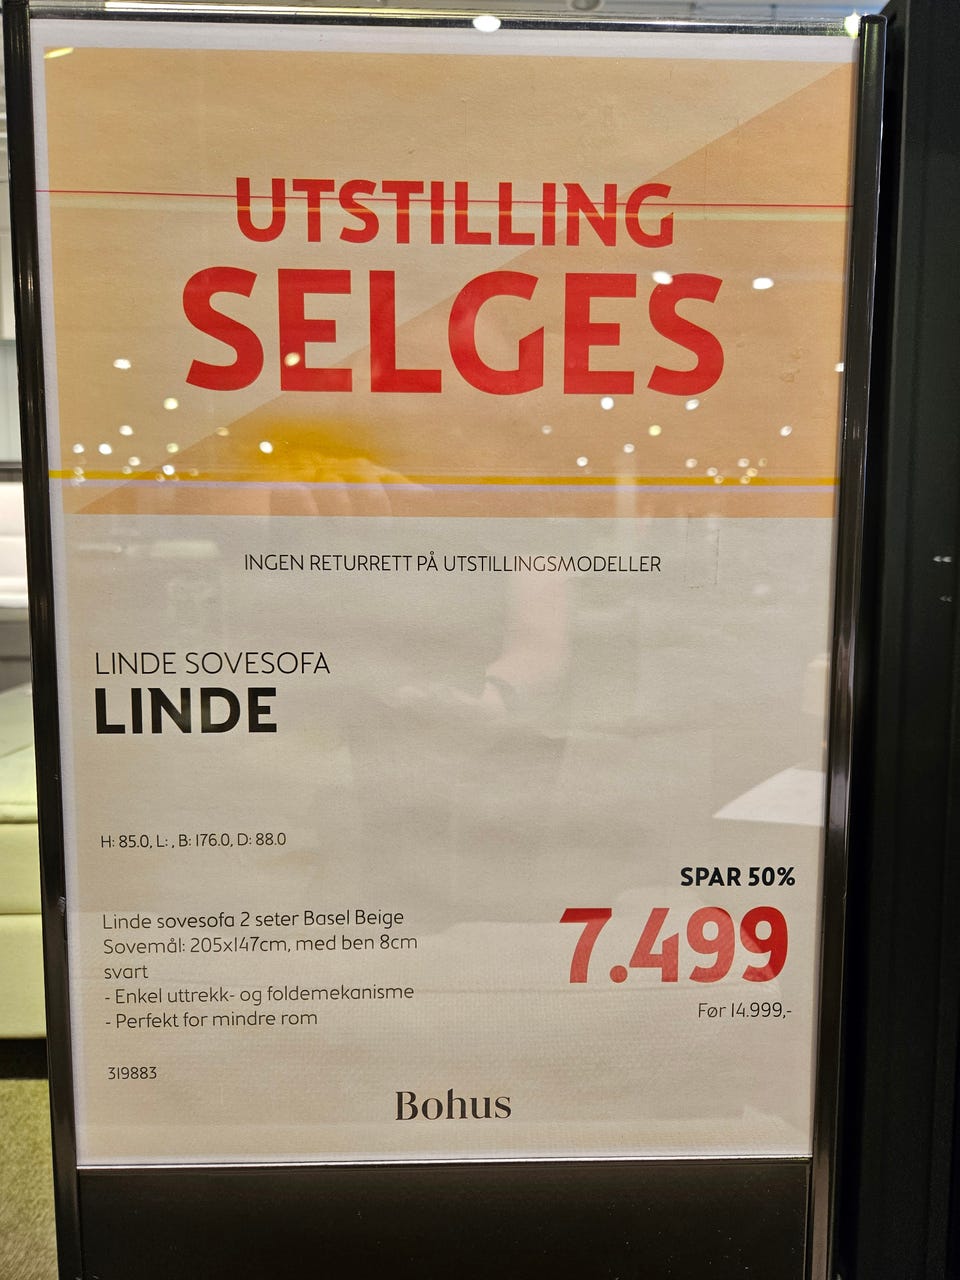 UTSTILLING
SELGES
INGEN RETURRETT PÅ UTSTILLINGSMODELLER
LINDE SOVESOFA
LINDE
H: 85.0, L: , B: 176.0, D: 88.0
SPAR 50%
7.499
Før 14.999,-
Linde sovesofa 2 seter Basel Beige
Sovemål: 205x147cm, med ben 8cm
svart
- Enkel uttrekk- og foldemekanisme
- Perfekt for mindre rom
319883
Bohus